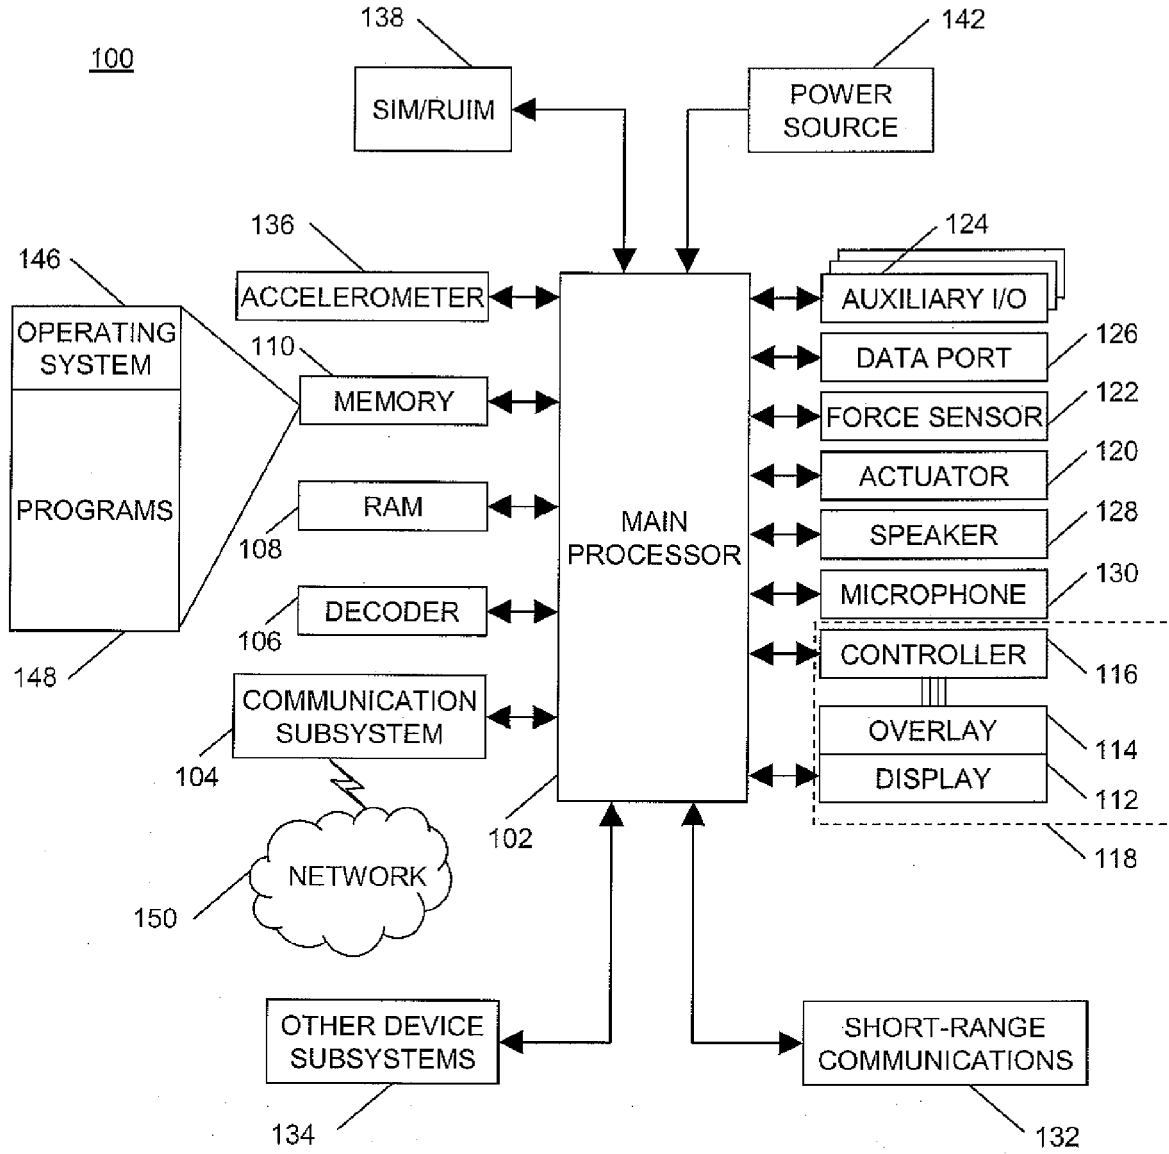 138
142
100
SIM/RUIM
POWER
SOURCE
136
124
146
ACCELEROMETER
AUXILIARY I/O
OPERATING
SYSTEM
110
126
DATA PORT
MEMORY
122
FORCE SENSOR
120
ACTUATOR
PROGRAMS
RAM
108
MAIN
PROCESSOR
128
SPEAKER
130
MICROPHONE
DECODER
106
148
CONTROLLER
116
COMMUNICATION
SUBSYSTEM
104
OVERLAY
114
DISPLAY
112
102
118
NETWORK
150
OTHER DEVICE
SUBSYSTEMS
SHORT-RANGE
COMMUNICATIONS
134
132